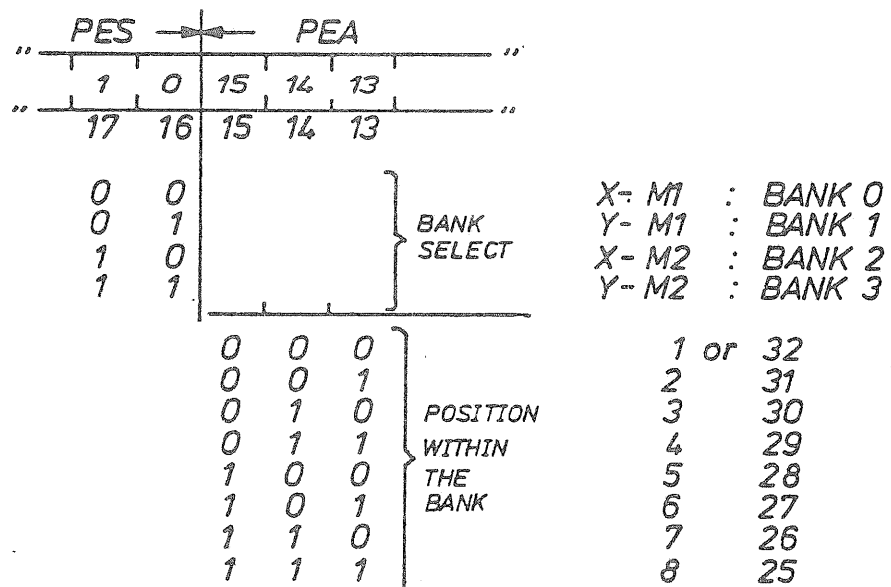 PES PEA
" "
1 0 15 14 13
" "
17 16 15 14 13
0 0 X- M1 : BANK 0
0 1 BANK Y- M1 : BANK 1
1 0 SELECT X- M2 : BANK 2
1 1 Y- M2 : BANK 3
0 0 0 1 or 32
0 0 1 2 31
0 1 0 POSITION 3 30
0 1 1 WITHIN 4 29
1 0 0 THE 5 28
1 0 1 BANK 6 27
1 1 0 7 26
1 1 1 8 25